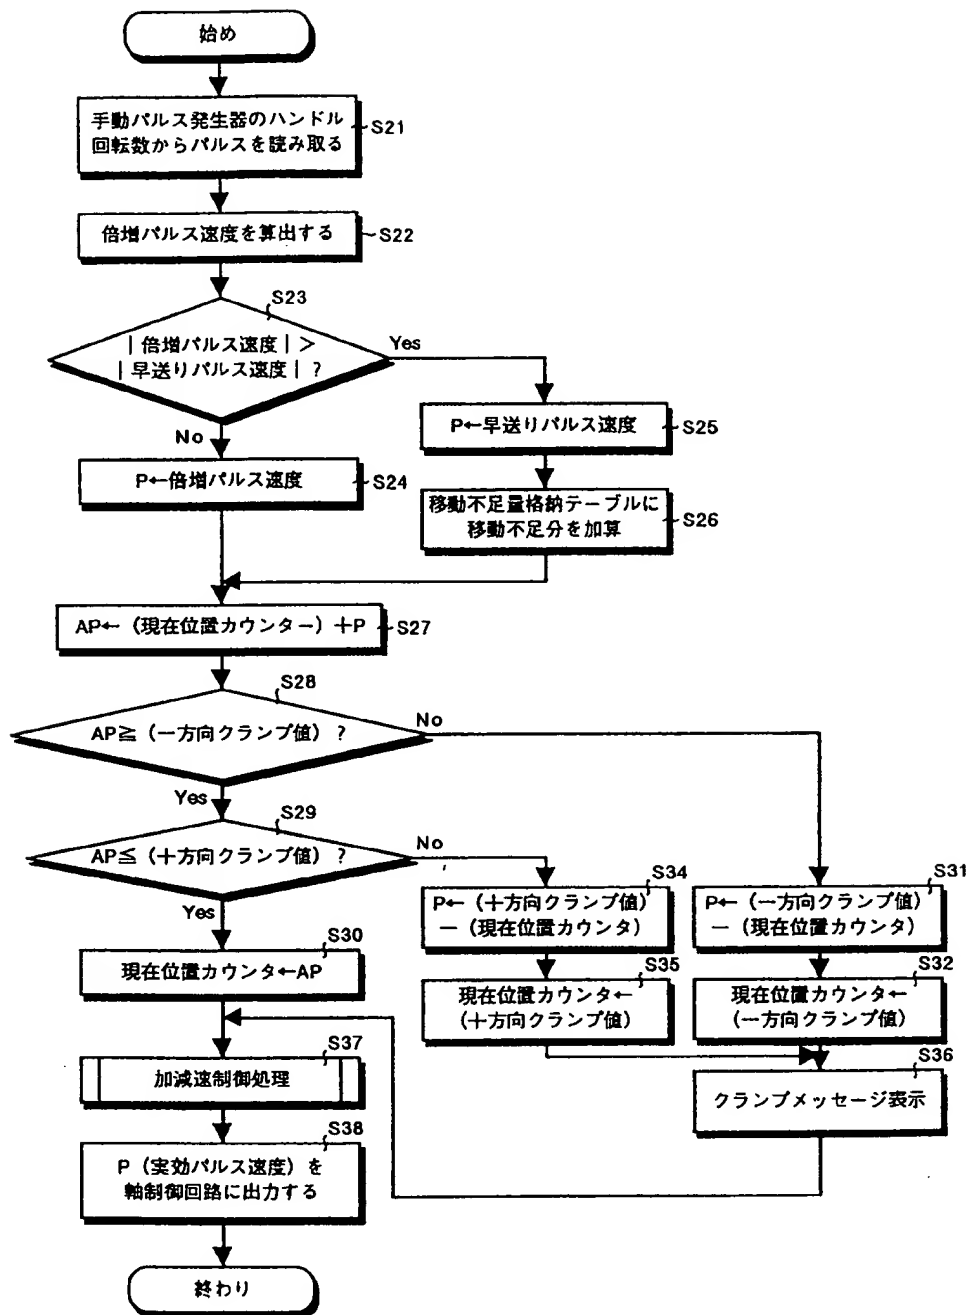 始め
手動パルス発生器のハンドル
回転数からパルスを読み取る
S21
倍増パルス速度を算出する
S22
S23
|倍増パルス速度|>
|早送りパルス速度|?
Yes
No
P←早送りパルス速度
S25
P←倍増パルス速度
S24
移動不足量格納テーブルに
移動不足分を加算
S26
AP←(現在位置カウンター)+P
S27
S28
AP≧(ー方向クランプ値)?
No
Yes
S29
AP≦(+方向クランプ値)?
No
Yes
S34
P←(+方向クランプ値)
ー(現在位置カウンタ)
S31
P←(ー方向クランプ値)
ー(現在位置カウンタ)
S30
現在位置カウンタ←AP
S35
現在位置カウンタ←
(+方向クランプ値)
S32
現在位置カウンタ←
(ー方向クランプ値)
S37
加減速制御処理
S36
クランプメッセージ表示
S38
P(実効パルス速度)を
軸制御回路に出力する
終わり